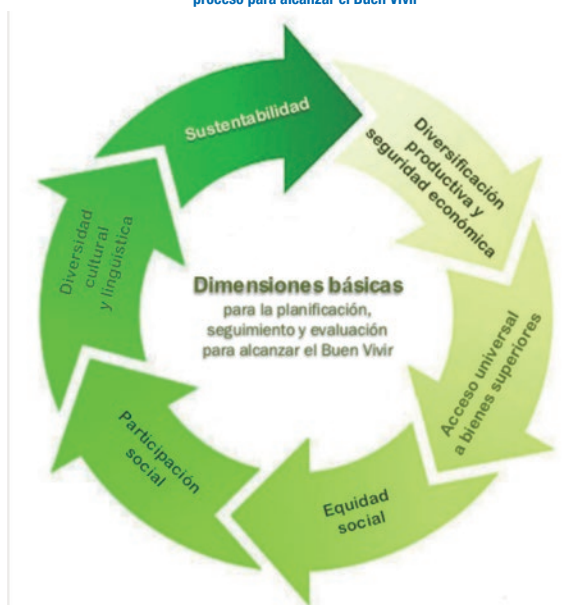 proceso para alcanzar el Buen Vivir
Sustentabilidad
Diversificación
productiva y
seguridad económica
Acceso universal
a bienes superiores
Equidad
social
Participación
social
Diversidad
cultural
y lingüística
Dimensiones básicas
para la planificación,
seguimiento y evaluación
para alcanzar el Buen Vivir